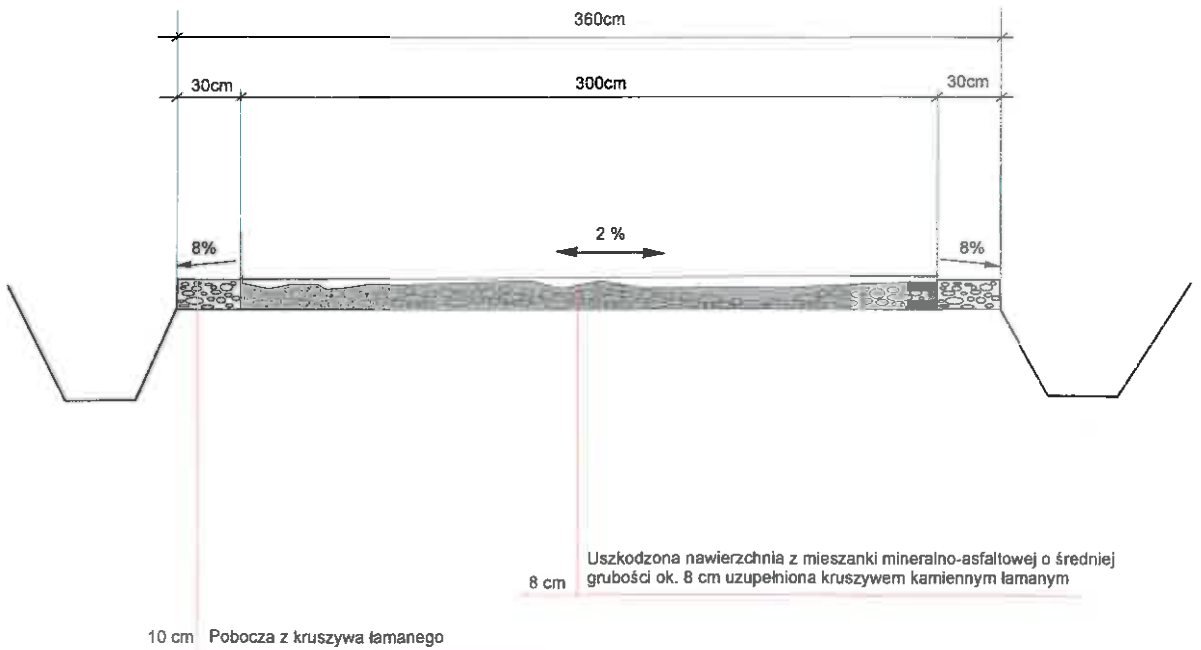 360cm
30cm
300cm
30cm
8%
2 %
8%
Uszkodzona nawierzchnia z mieszanki mineralno-asfaltowej o średniej
8 cm grubości ok. 8 cm uzupełniona kruszywem kamiennym łamanym
10 cm Pobocza z kruszywa łamanego